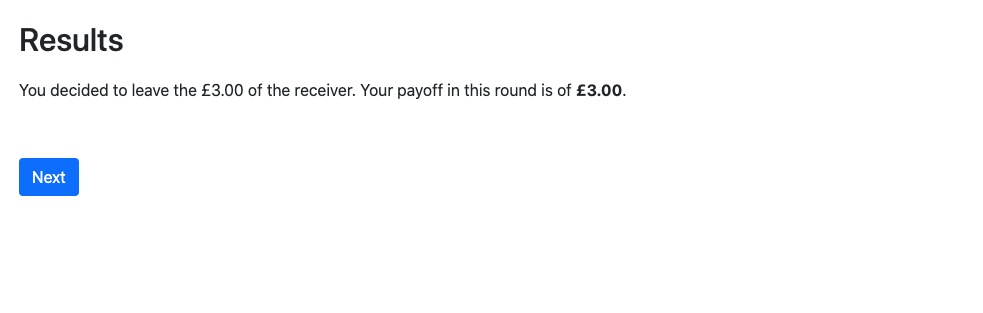 Results
You decided to leave the £3.00 of the receiver. Your payoff in this round is of £3.00.
Next